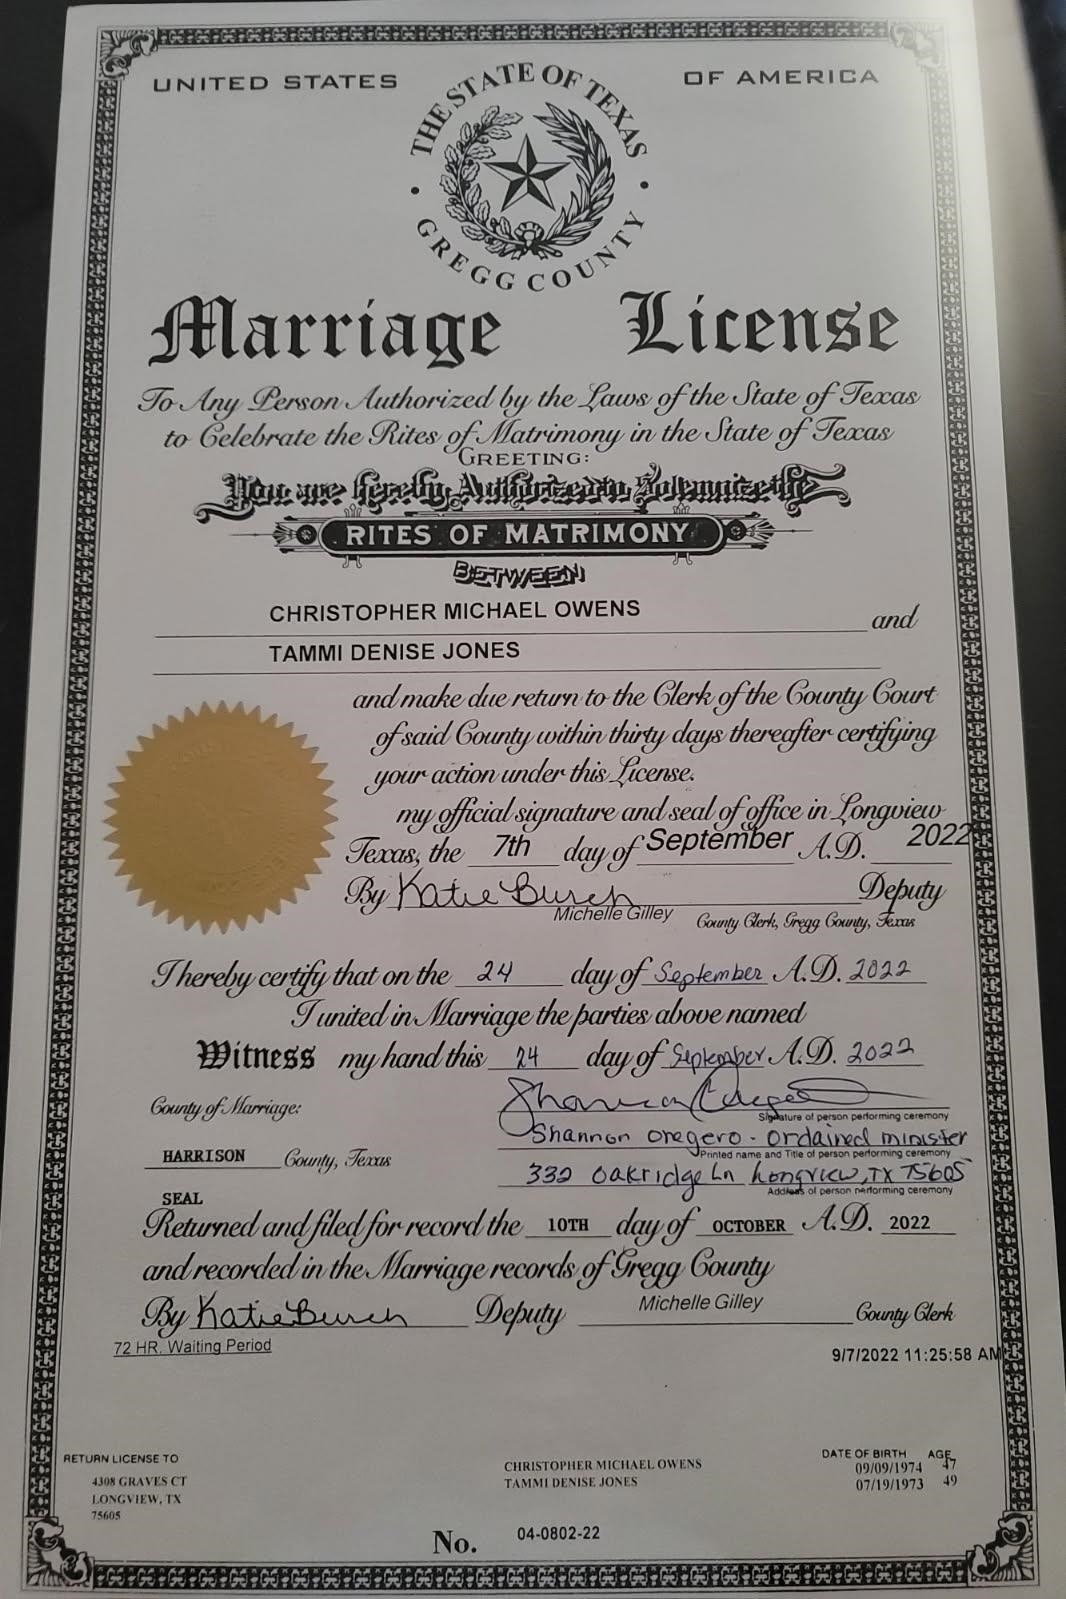 UNITED STATES OF AMERICA
THE STATE OF TEXAS
GREGG COUNTY
Marriage License
To Any Person Authorized by the Laws of the State of Texas
to Celebrate the Rites of Matrimony in the State of Texas
GREETING:
You are hereby Authorized to Solemnize the
RITES OF MATRIMONY
BETWEEN
CHRISTOPHER MICHAEL OWENS and
TAMMI DENISE JONES
and make due return to the Clerk of the County Court
of said County within thirty days thereafter certifying
your action under this License.
my official signature and seal of office in Longview
Texas, the 7th day of September A.D. 2022
By Katie Burch Deputy
Michelle Gilley County Clerk, Gregg County, Texas
I hereby certify that on the 24 day of September A.D. 2022
I united in Marriage the parties above named
Witness my hand this 24 day of September A.D. 2022
County of Marriage:
Signature of person performing ceremony
Shannon Oregero - ordained minister
HARRISON County, Texas
Printed name and Title of person performing ceremony
332 Oakridge Ln Longview, TX 75605
Address of person performing ceremony
SEAL
Returned and filed for record the 10TH day of OCTOBER A.D. 2022
and recorded in the Marriage records of Gregg County
By Katie Burch Deputy Michelle Gilley County Clerk
72 HR. Waiting Period
9/7/2022 11:25:58 AM
RETURN LICENSE TO
4308 GRAVES CT
LONGVIEW, TX
75605
DATE OF BIRTH AGE
CHRISTOPHER MICHAEL OWENS 09/09/1974 47
TAMMI DENISE JONES 07/19/1973 49
No. 04-0802-22